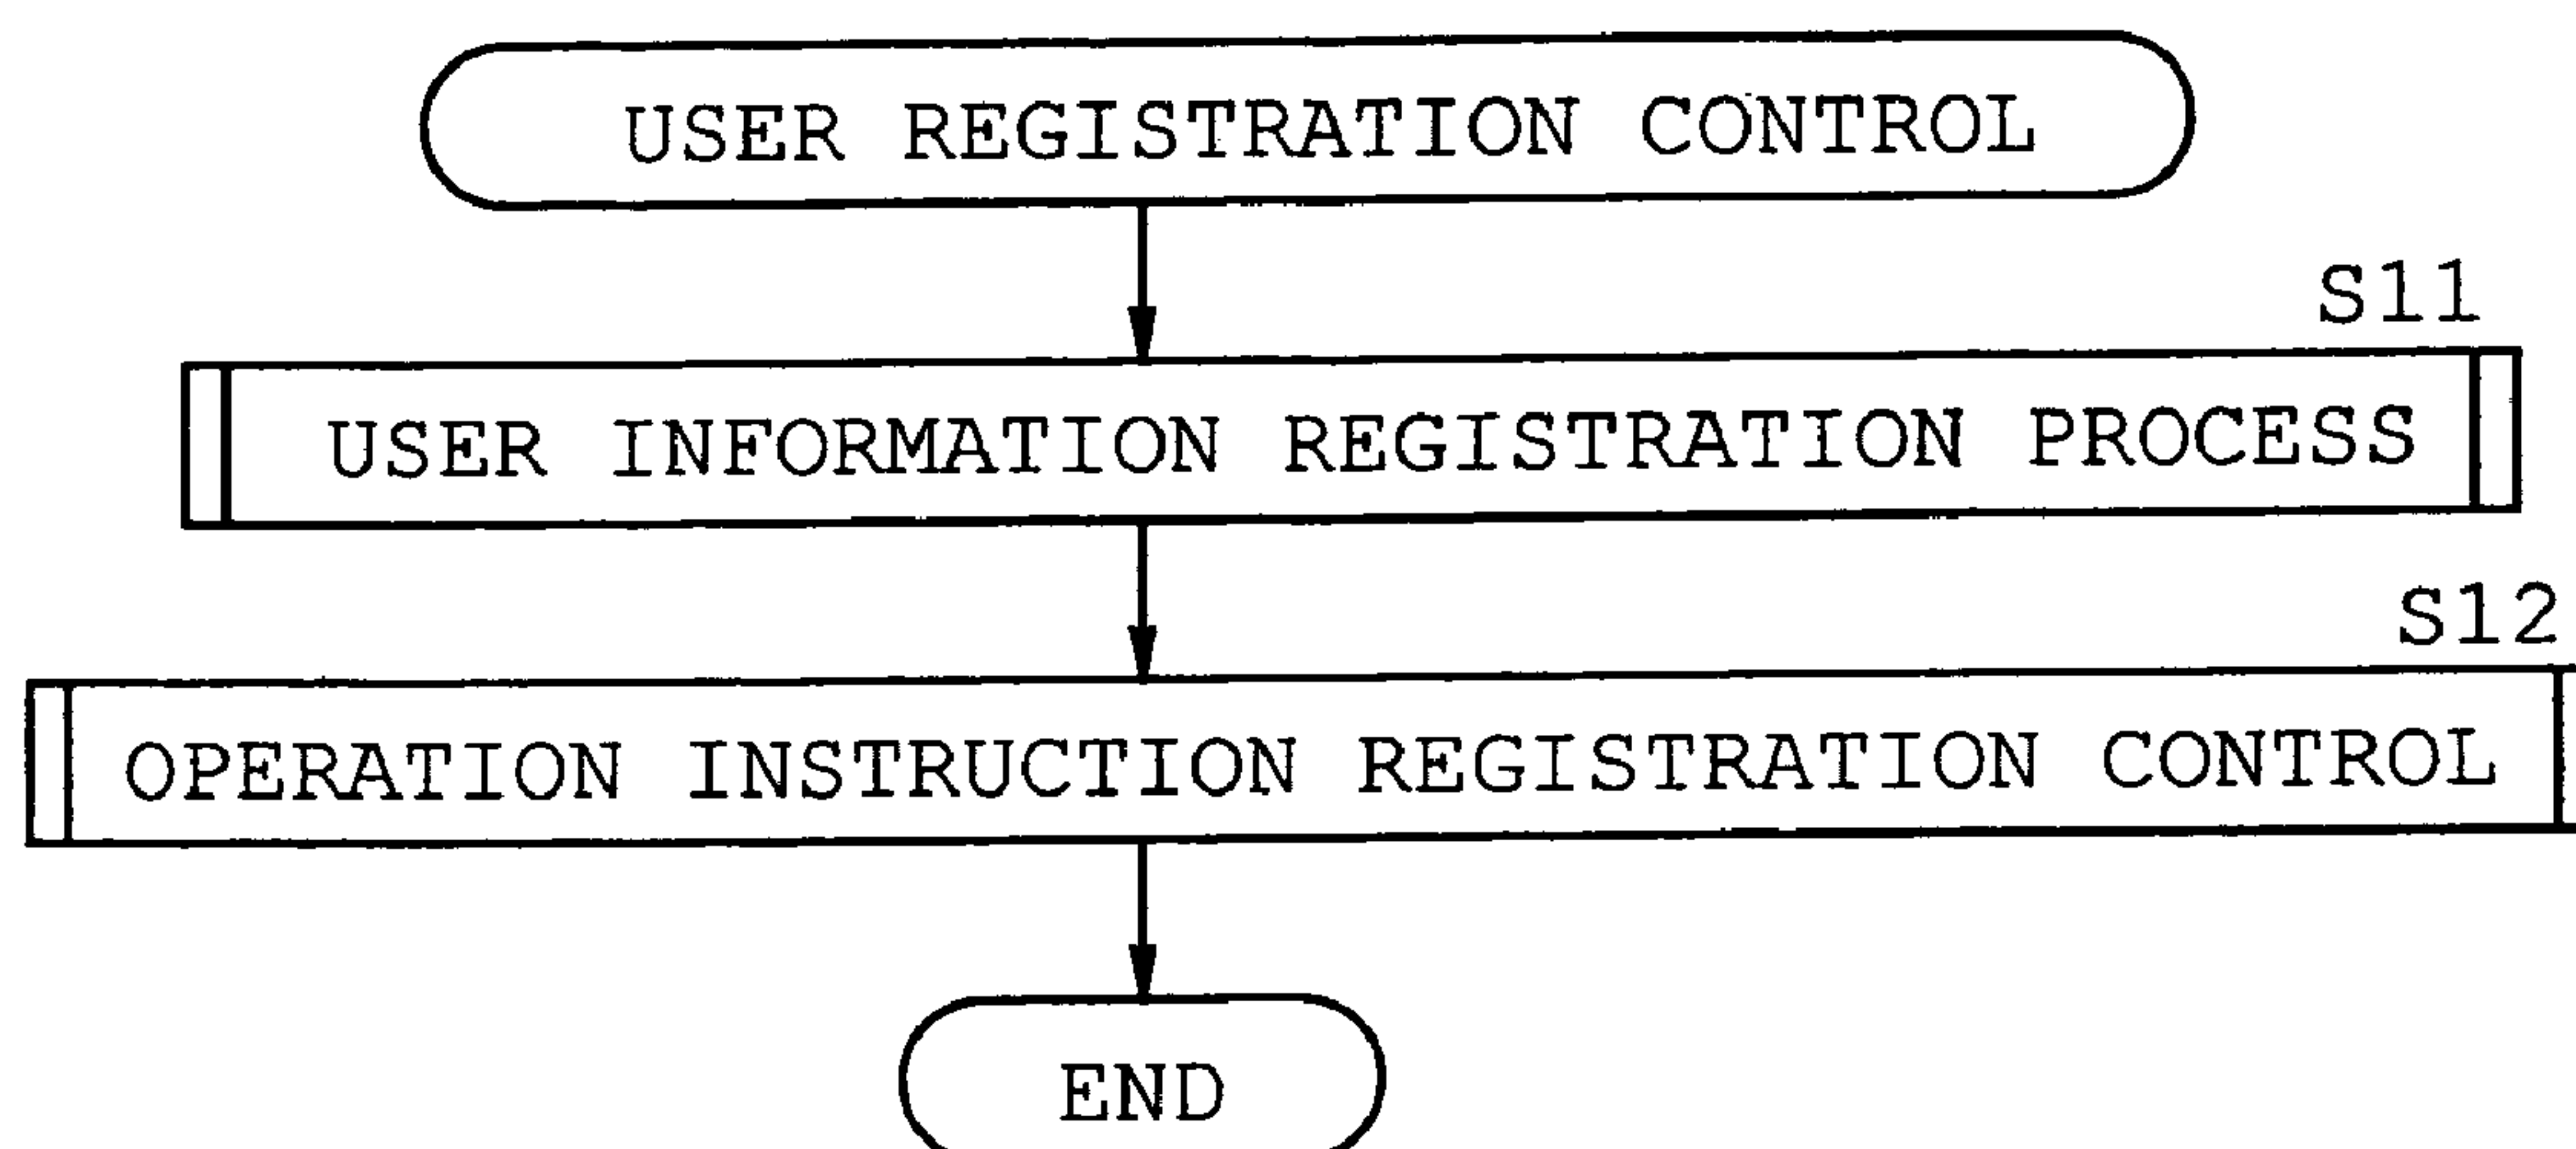 USER REGISTRATION CONTROL
S11
USER INFORMATION REGISTRATION PROCESS
S12
OPERATION INSTRUCTION REGISTRATION CONTROL
END